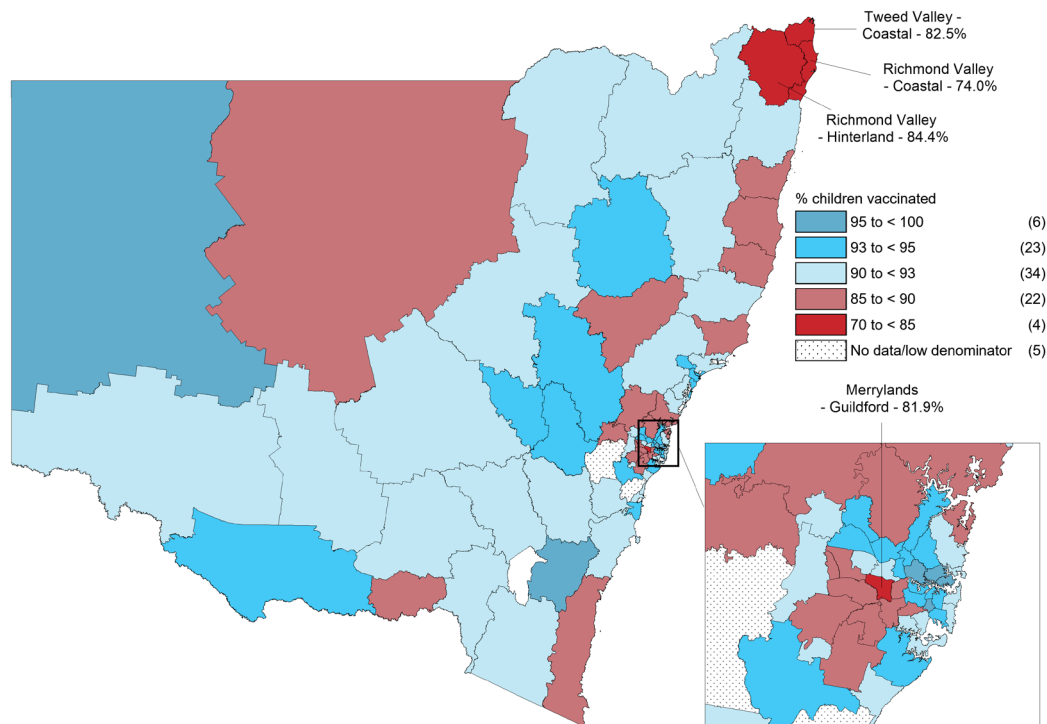 Tweed Valley -
Coastal - 82.5%
Richmond Valley
- Coastal - 74.0%
Richmond Valley
- Hinterland - 84.4%
% children vaccinated
95 to < 100 (6)
93 to < 95 (23)
90 to < 93 (34)
85 to < 90 (22)
70 to < 85 (4)
No data/low denominator (5)
Merrylands
- Guildford - 81.9%